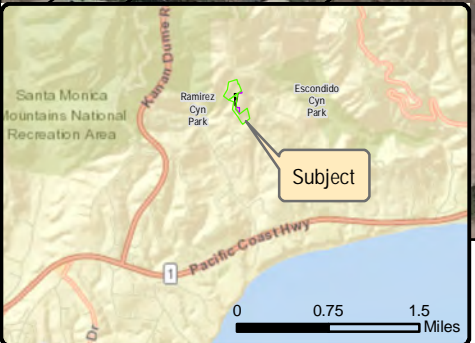 Kanan Dume R
Santa Monica
Mountains National
Recreation Area
Ramirez
Cyn
Park
Escondido
Cyn
Park
Subject
Pacific Coast Hwy
1
Dr
0 0.75 1.5
Miles